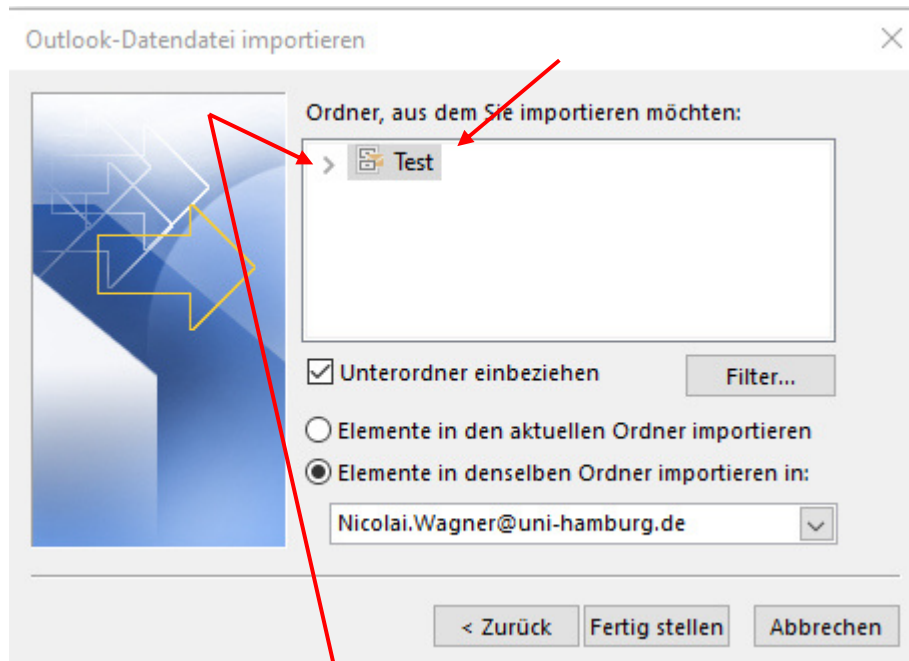 Outlook-Datendatei importieren
Ordner, aus dem Sie importieren möchten:
Test
Unterordner einbeziehen
Filter...
Elemente in den aktuellen Ordner importieren
Elemente in denselben Ordner importieren in:
Nicolai.Wagner@uni-hamburg.de
< Zurück Fertig stellen Abbrechen